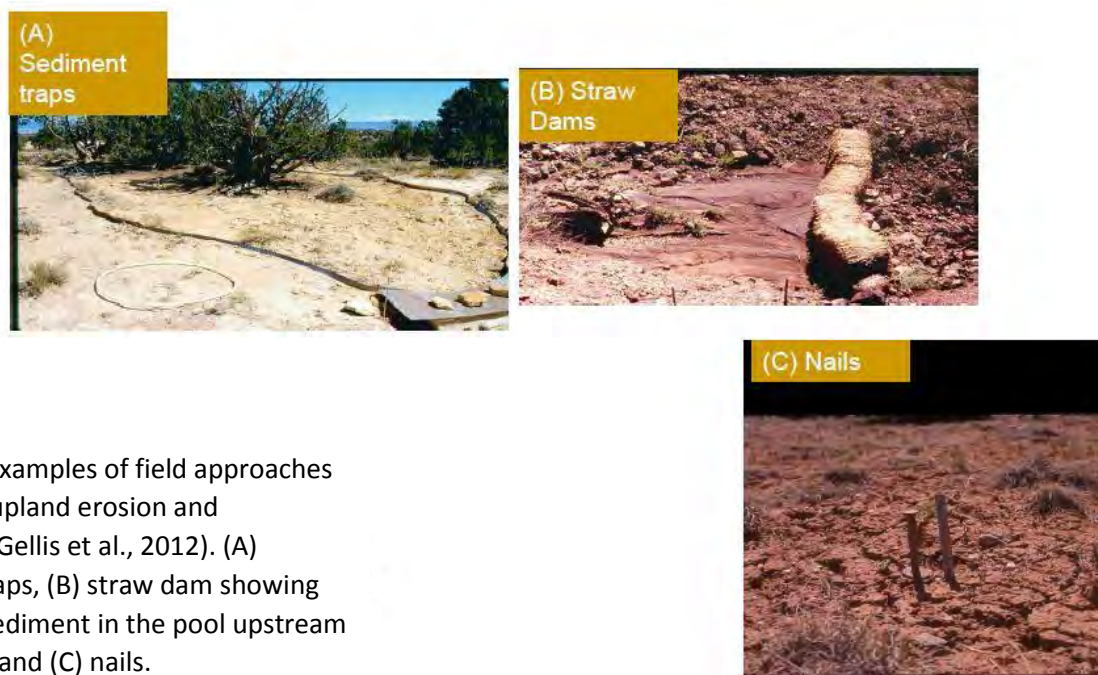 (A)
Sediment
traps
(B) Straw
Dams
(C) Nails
xamples of field approaches
upland erosion and
Gellis et al., 2012). (A)
aps, (B) straw dam showing
ediment in the pool upstream
and (C) nails.